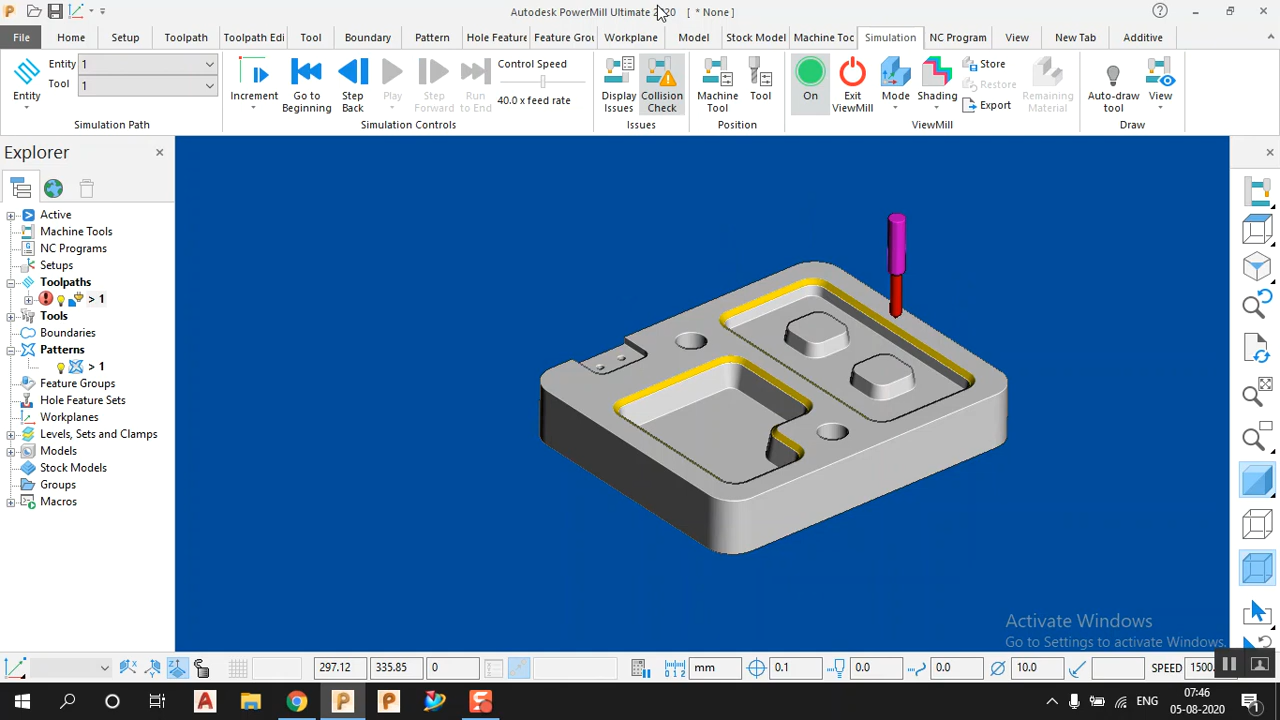 Autodesk PowerMill Ultimate 2020 [ * None ]
File Home Setup Toolpath Toolpath Edi Tool Boundary Pattern Hole Feature Feature Grou Workplane Model Stock Model Machine Toc Simulation NC Program View New Tab Additive
Entity
Entity 1
Tool 1
Simulation Path
Increment
Go to Beginning
Step Back
Play
Step Forward
Run to End
Control Speed
40.0 x feed rate
Simulation Controls
Display Issues
Collision Check
Issues
Machine Tool
Tool
Position
On
Exit ViewMill
Mode
Shading
Store
Restore
Export
Remaining Material
ViewMill
Auto-draw tool
View
Draw
Explorer
Active
Machine Tools
NC Programs
Setups
Toolpaths
> 1
Tools
Boundaries
Patterns
> 1
Feature Groups
Hole Feature Sets
Workplanes
Levels, Sets and Clamps
Models
Stock Models
Groups
Macros
Activate Windows
Go to Settings to activate Windows.
297.12 335.85 0 mm 0.1 0.0 0.0 10.0 SPEED 1500.
ENG
07:46
05-08-2020